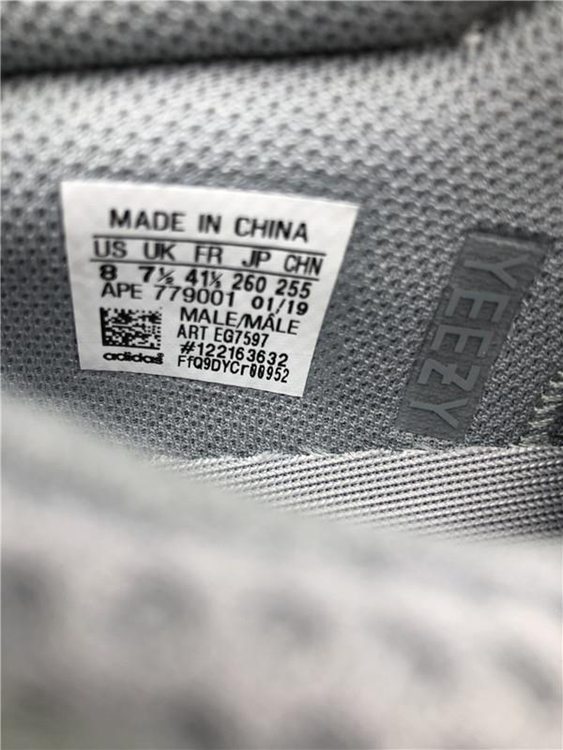 MADE IN CHINA
US UK FR JP CHN
8 7½ 41⅓ 260 255
APE 779001 01/19
MALE/MÂLE
ART EG7597
#122163632
FfQ9DYCr00952
adidas
YEEZY